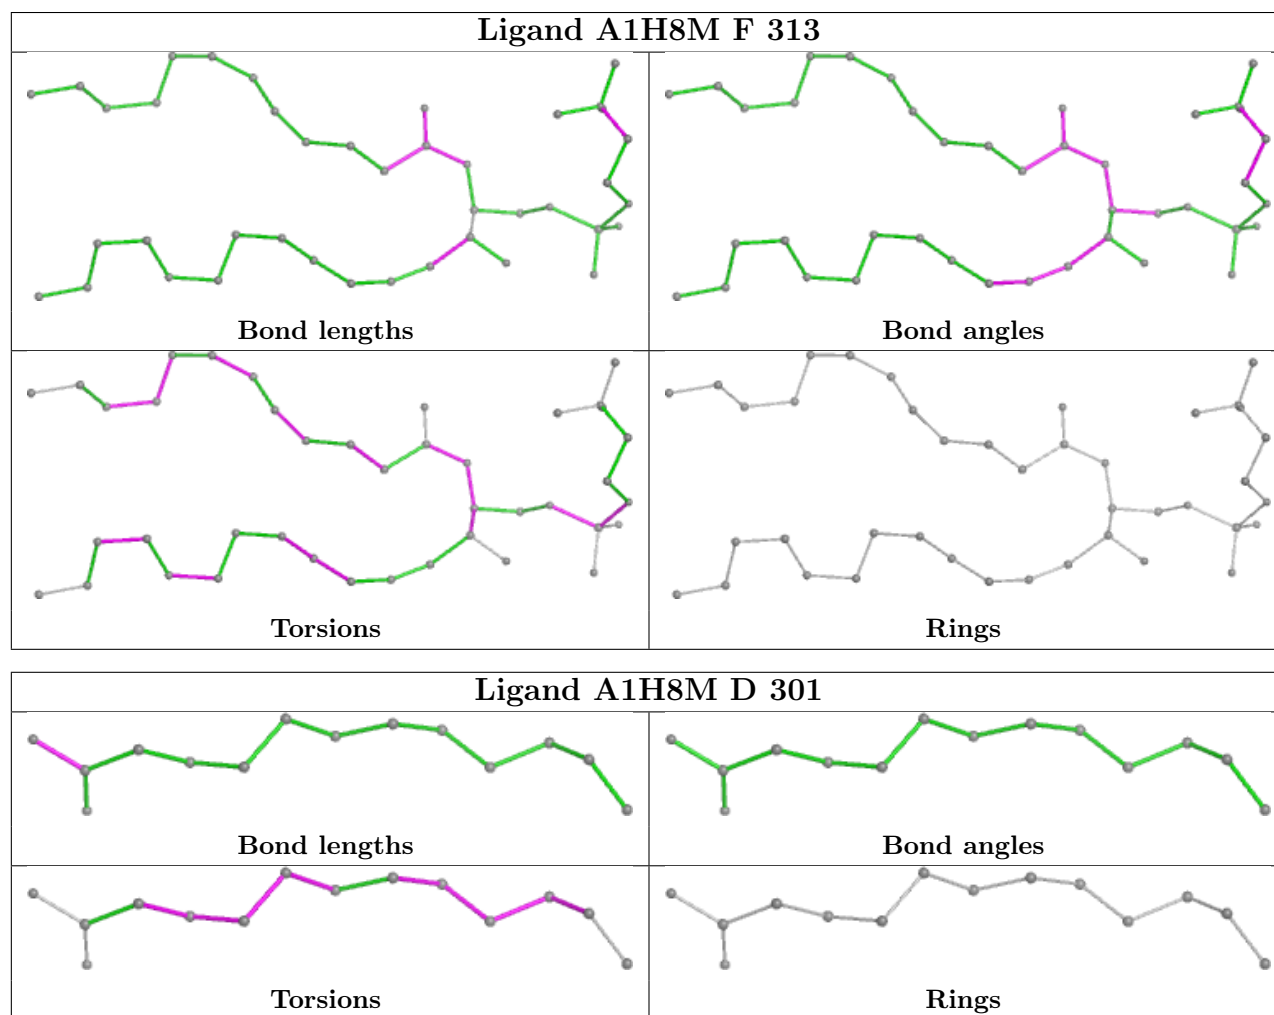 Ligand A1H8M F 313
Bond lengths
Bond angles
Torsions
Rings
Ligand A1H8M D 301
Bond lengths
Bond angles
Torsions
Rings